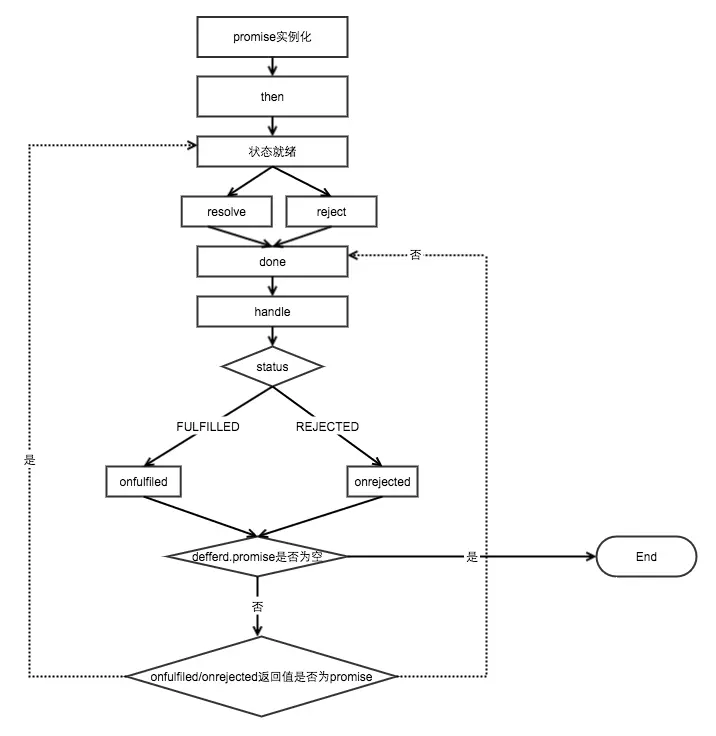 promise实例化
then
状态就绪
resolve
reject
done
否
handle
status
FULFILLED
REJECTED
是
onfulfiled
onrejected
defferd.promise是否为空
是
End
否
onfulfiled/onrejected返回值是否为promise